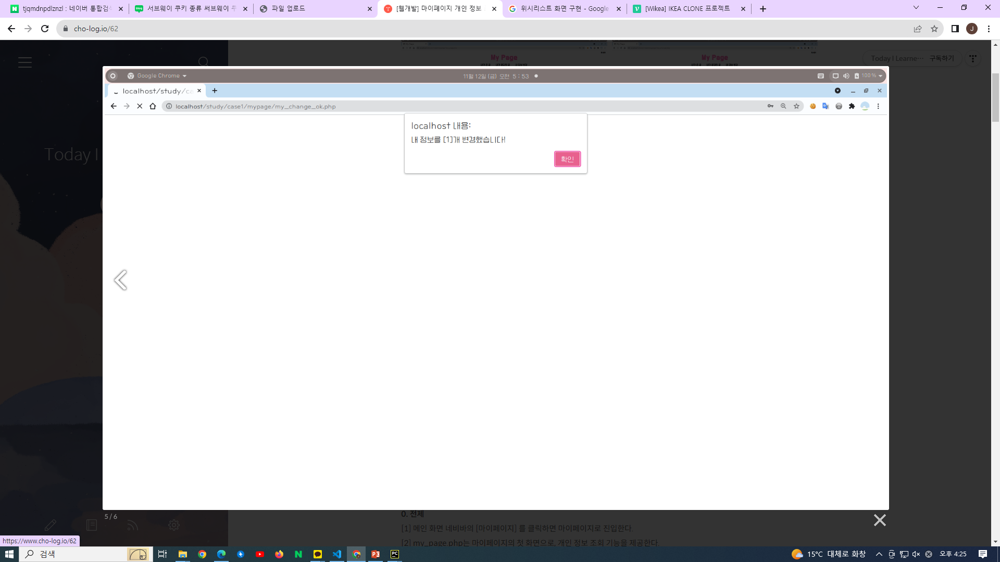 tjqmdnpdlznzl : 네이버 통합검색
서브웨이 쿠키 종류 써브웨이 쿠
파일 업로드
[웹개발] 마이페이지 개인 정보
위시리스트 화면 구현 - Google
[Wikea] IKEA CLONE 프로젝트
cho-log.io/62
J
My Page
My Page
Today I Learne… 구독하기
Google Chrome
11월 12일 (금) 오전 5 : 53
100 %
localhost/study/ca
localhost/study/case1/mypage/my_change_ok.php
localhost 내용:
내 정보를 [1]개 변경했습니다!
확인
Today I
5 / 6
0. 전제
[1] 메인 화면 네비바의 [마이페이지] 를 클릭하면 마이페이지로 진입한다.
[2] my_page.php는 마이페이지의 첫 화면으로, 개인 정보 조회 기능을 제공한다.
https://www.cho-log.io/62
검색
15°C 대체로 화창
오후 4:25